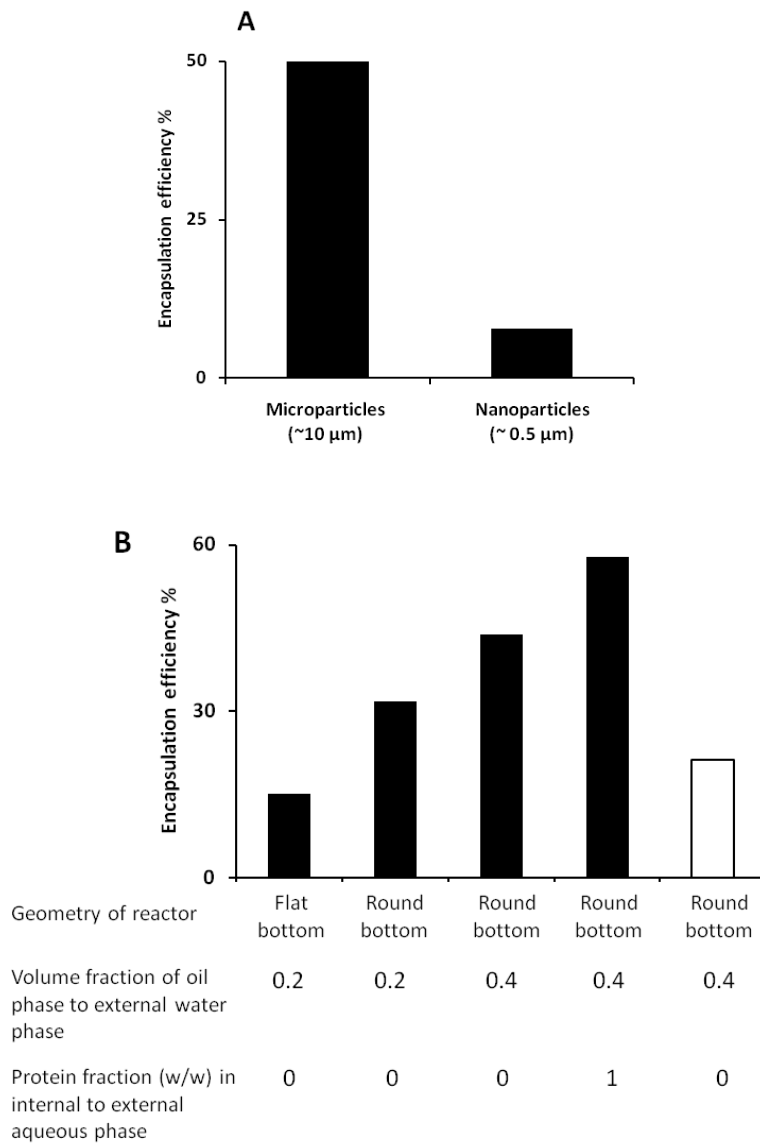 A
Encapsulation efficiency %
50
25
0
Microparticles
(~10 µm)
Nanoparticles
(~ 0.5 µm)
B
Encapsulation efficiency %
60
30
0
Geometry of reactor
Flat
bottom
Round
bottom
Round
bottom
Round
bottom
Round
bottom
Volume fraction of oil
phase to external water
phase
0.2 0.2 0.4 0.4 0.4
Protein fraction (w/w) in
internal to external
aqueous phase
0 0 0 1 0